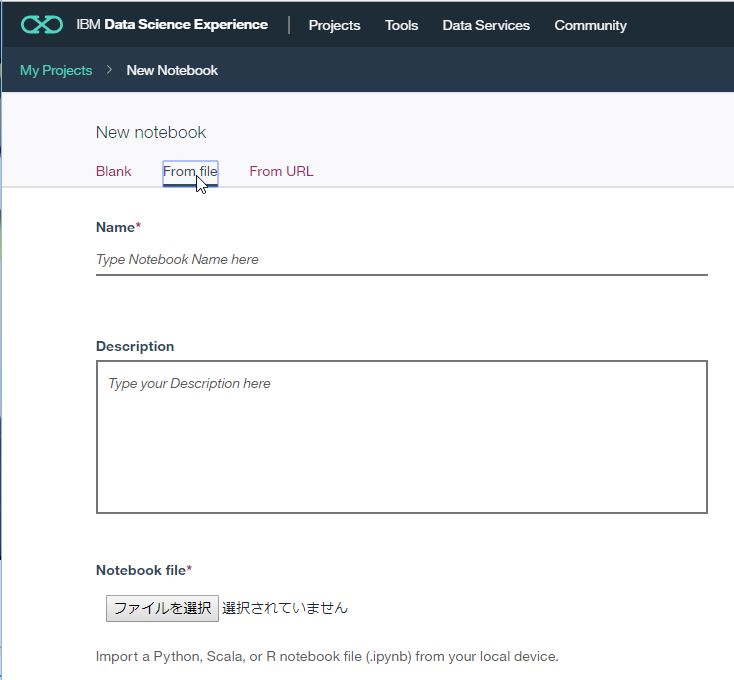 IBM Data Science Experience | Projects Tools Data Services Community
My Projects > New Notebook
New notebook
Blank From file From URL
Name*
Type Notebook Name here
Description
Type your Description here
Notebook file*
ファイルを選択 選択されていません
Import a Python, Scala, or R notebook file (.ipynb) from your local device.